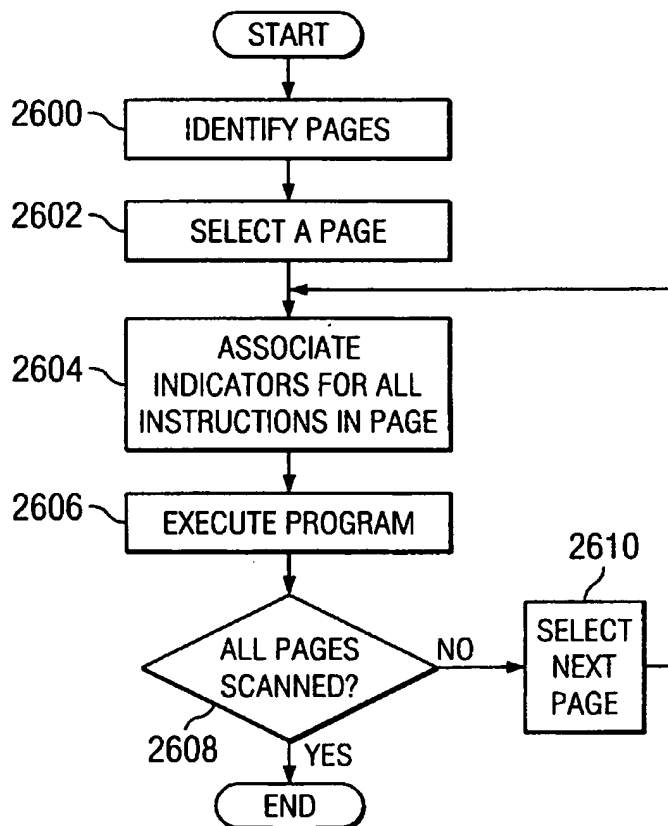 START
2600
IDENTIFY PAGES
2602
SELECT A PAGE
2604
ASSOCIATE
INDICATORS FOR ALL
INSTRUCTIONS IN PAGE
2606
EXECUTE PROGRAM
2610
ALL PAGES
SCANNED?
NO
SELECT
NEXT
PAGE
2608
YES
END